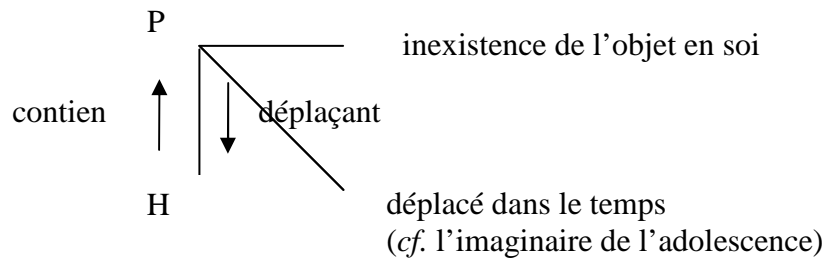 P
inexistence de l’objet en soi
contien
déplaçant
H
déplacé dans le temps
(cf. l’imaginaire de l’adolescence)